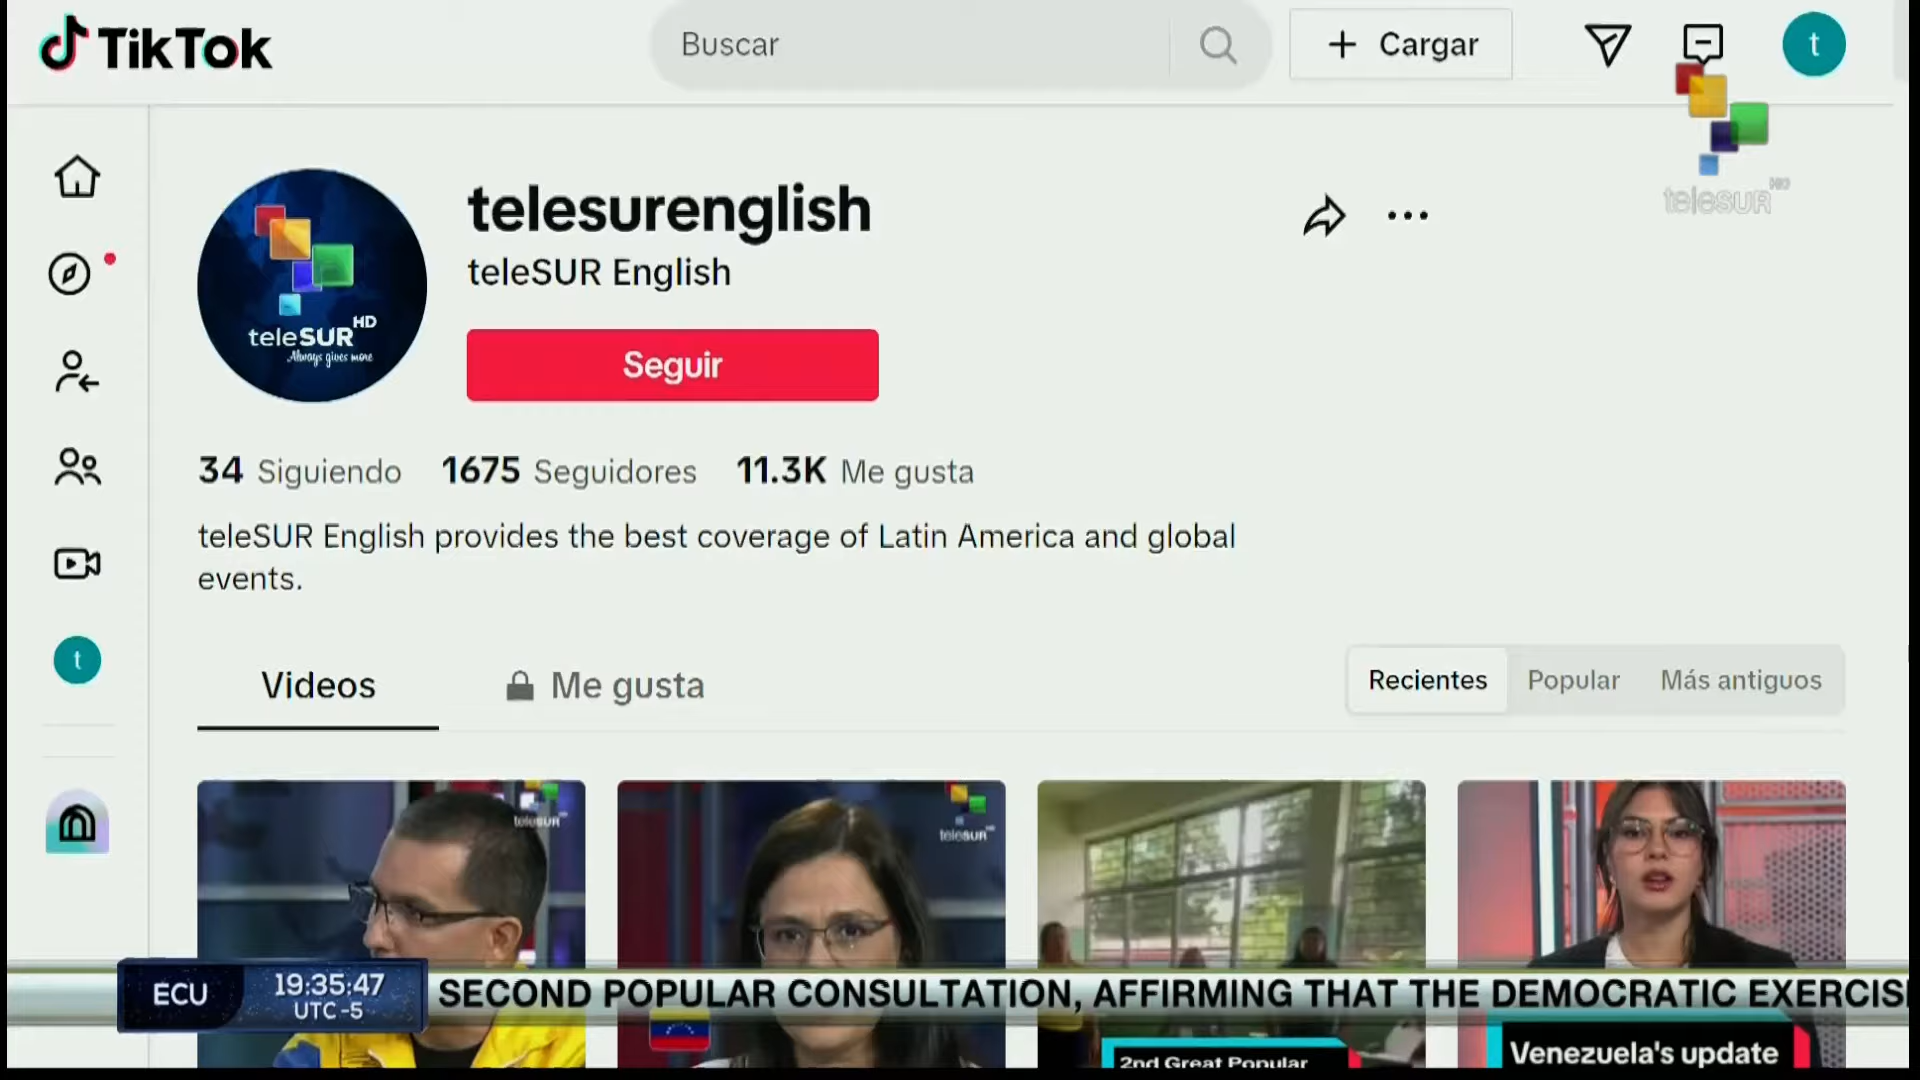 TikTok
Buscar
+ Cargar
t
teleSUR HD
telesurenglish
teleSUR English
teleSUR HD
Always gives more
Seguir
34 Siguiendo 1675 Seguidores 11.3K Me gusta
teleSUR English provides the best coverage of Latin America and global
events.
t
Videos
Me gusta
Recientes Popular Más antiguos
teleSUR
teleSUR
ECU
19:35:47
UTC -5
SECOND POPULAR CONSULTATION, AFFIRMING THAT THE DEMOCRATIC EXERCIS
2nd Great Popular
Venezuela's update